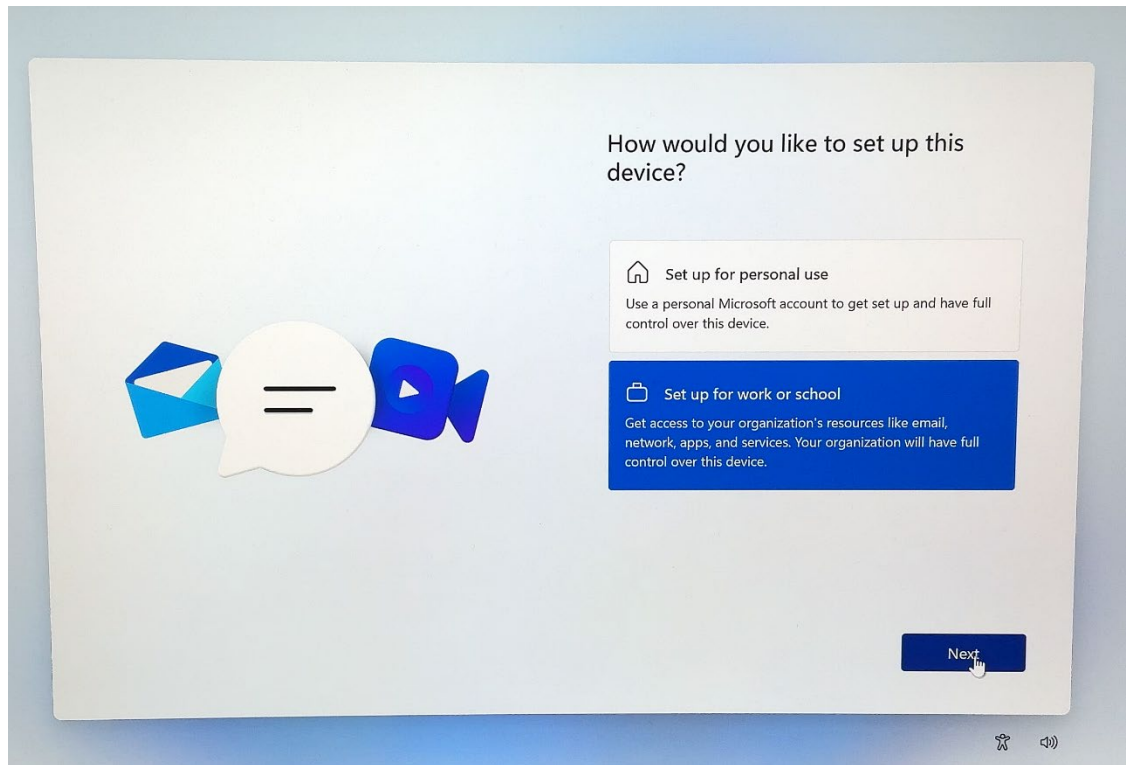 How would you like to set up this
device?
Set up for personal use
Use a personal Microsoft account to get set up and have full
control over this device.
Set up for work or school
Get access to your organization's resources like email,
network, apps, and services. Your organization will have full
control over this device.
Next